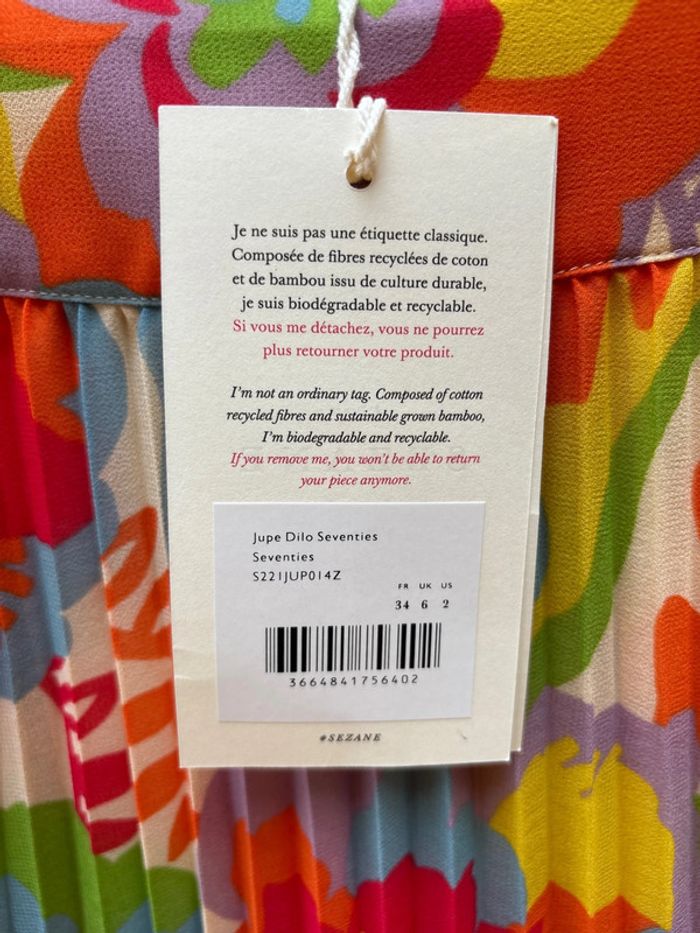 Je ne suis pas une étiquette classique.
Composée de fibres recyclées de coton
et de bambou issu de culture durable,
je suis biodégradable et recyclable.
Si vous me détachez, vous ne pourrez
plus retourner votre produit.
I'm not an ordinary tag. Composed of cotton
recycled fibres and sustainable grown bamboo,
I'm biodegradable and recyclable.
If you remove me, you won't be able to return
your piece anymore.
Jupe Dilo Seventies
Seventies
S221JUP014Z
FR UK US
34 6 2
3664841756402
#SEZANE